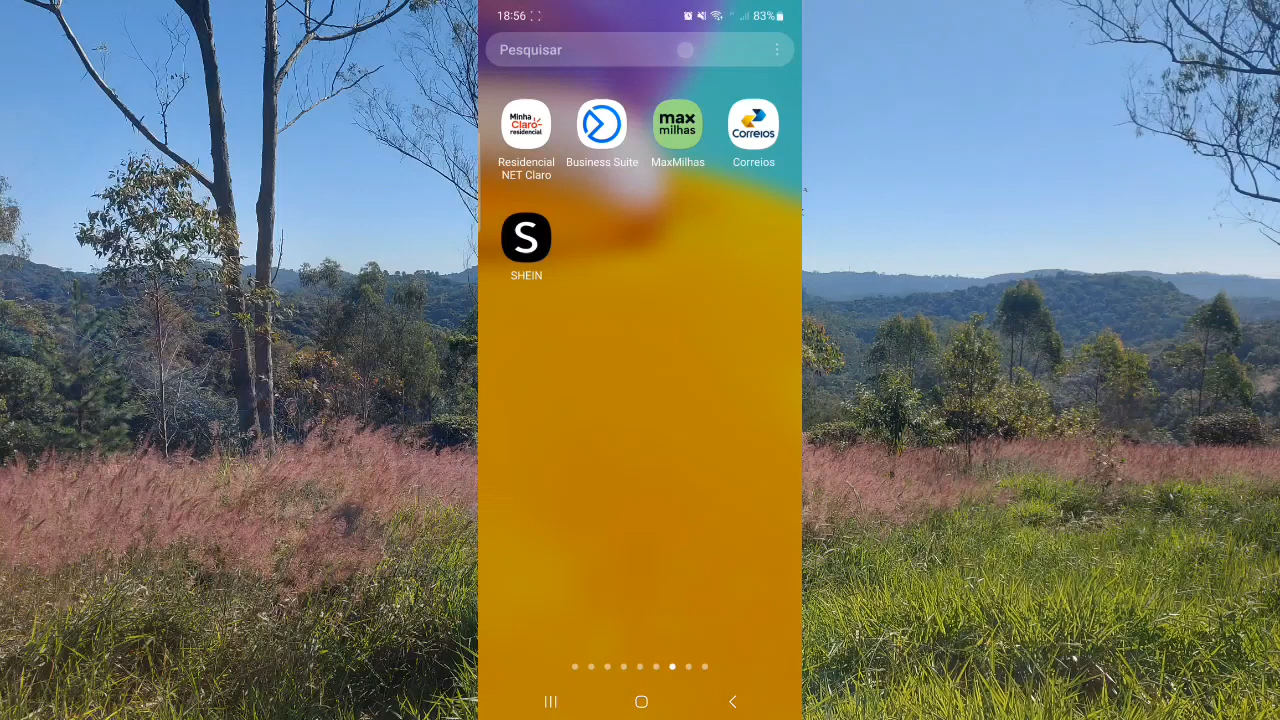 18:56
83%
Pesquisar
Minha
Claro-
residencial
max
milhas
Correios
Residencial
NET Claro
Business Suite
MaxMilhas
Correios
S
SHEIN